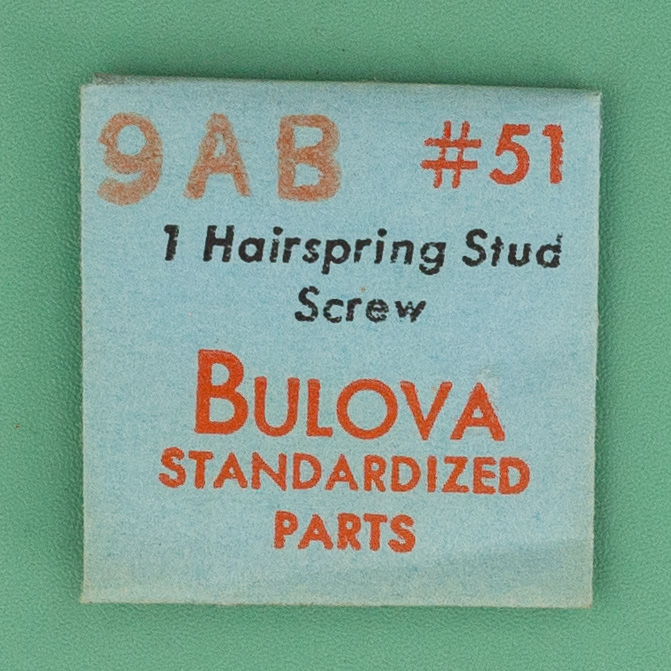 9AB #51
1 Hairspring Stud
Screw
BULOVA
STANDARDIZED
PARTS